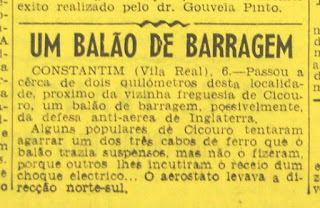 exito realizado pelo dr. Gouveia Pinto.
UM BALÃO DE BARRAGEM
CONSTANTIM (Vila Real), 6.—Passou a
cêrca de dois quilómetros desta localida-
de, proximo da vizinha freguesia de Cicou-
ro, um balão de barragem, possivelmente,
da defesa anti-aerea de Inglaterra.
Alguns populares de Cicouro tentaram
agarrar um dos três cabos de ferro que o
balão trazia suspensos, mas não o fizeram,
porque outros lhes incutiram o receio dum
choque electrico... O aerostato levava a di-
recção norte-sul.